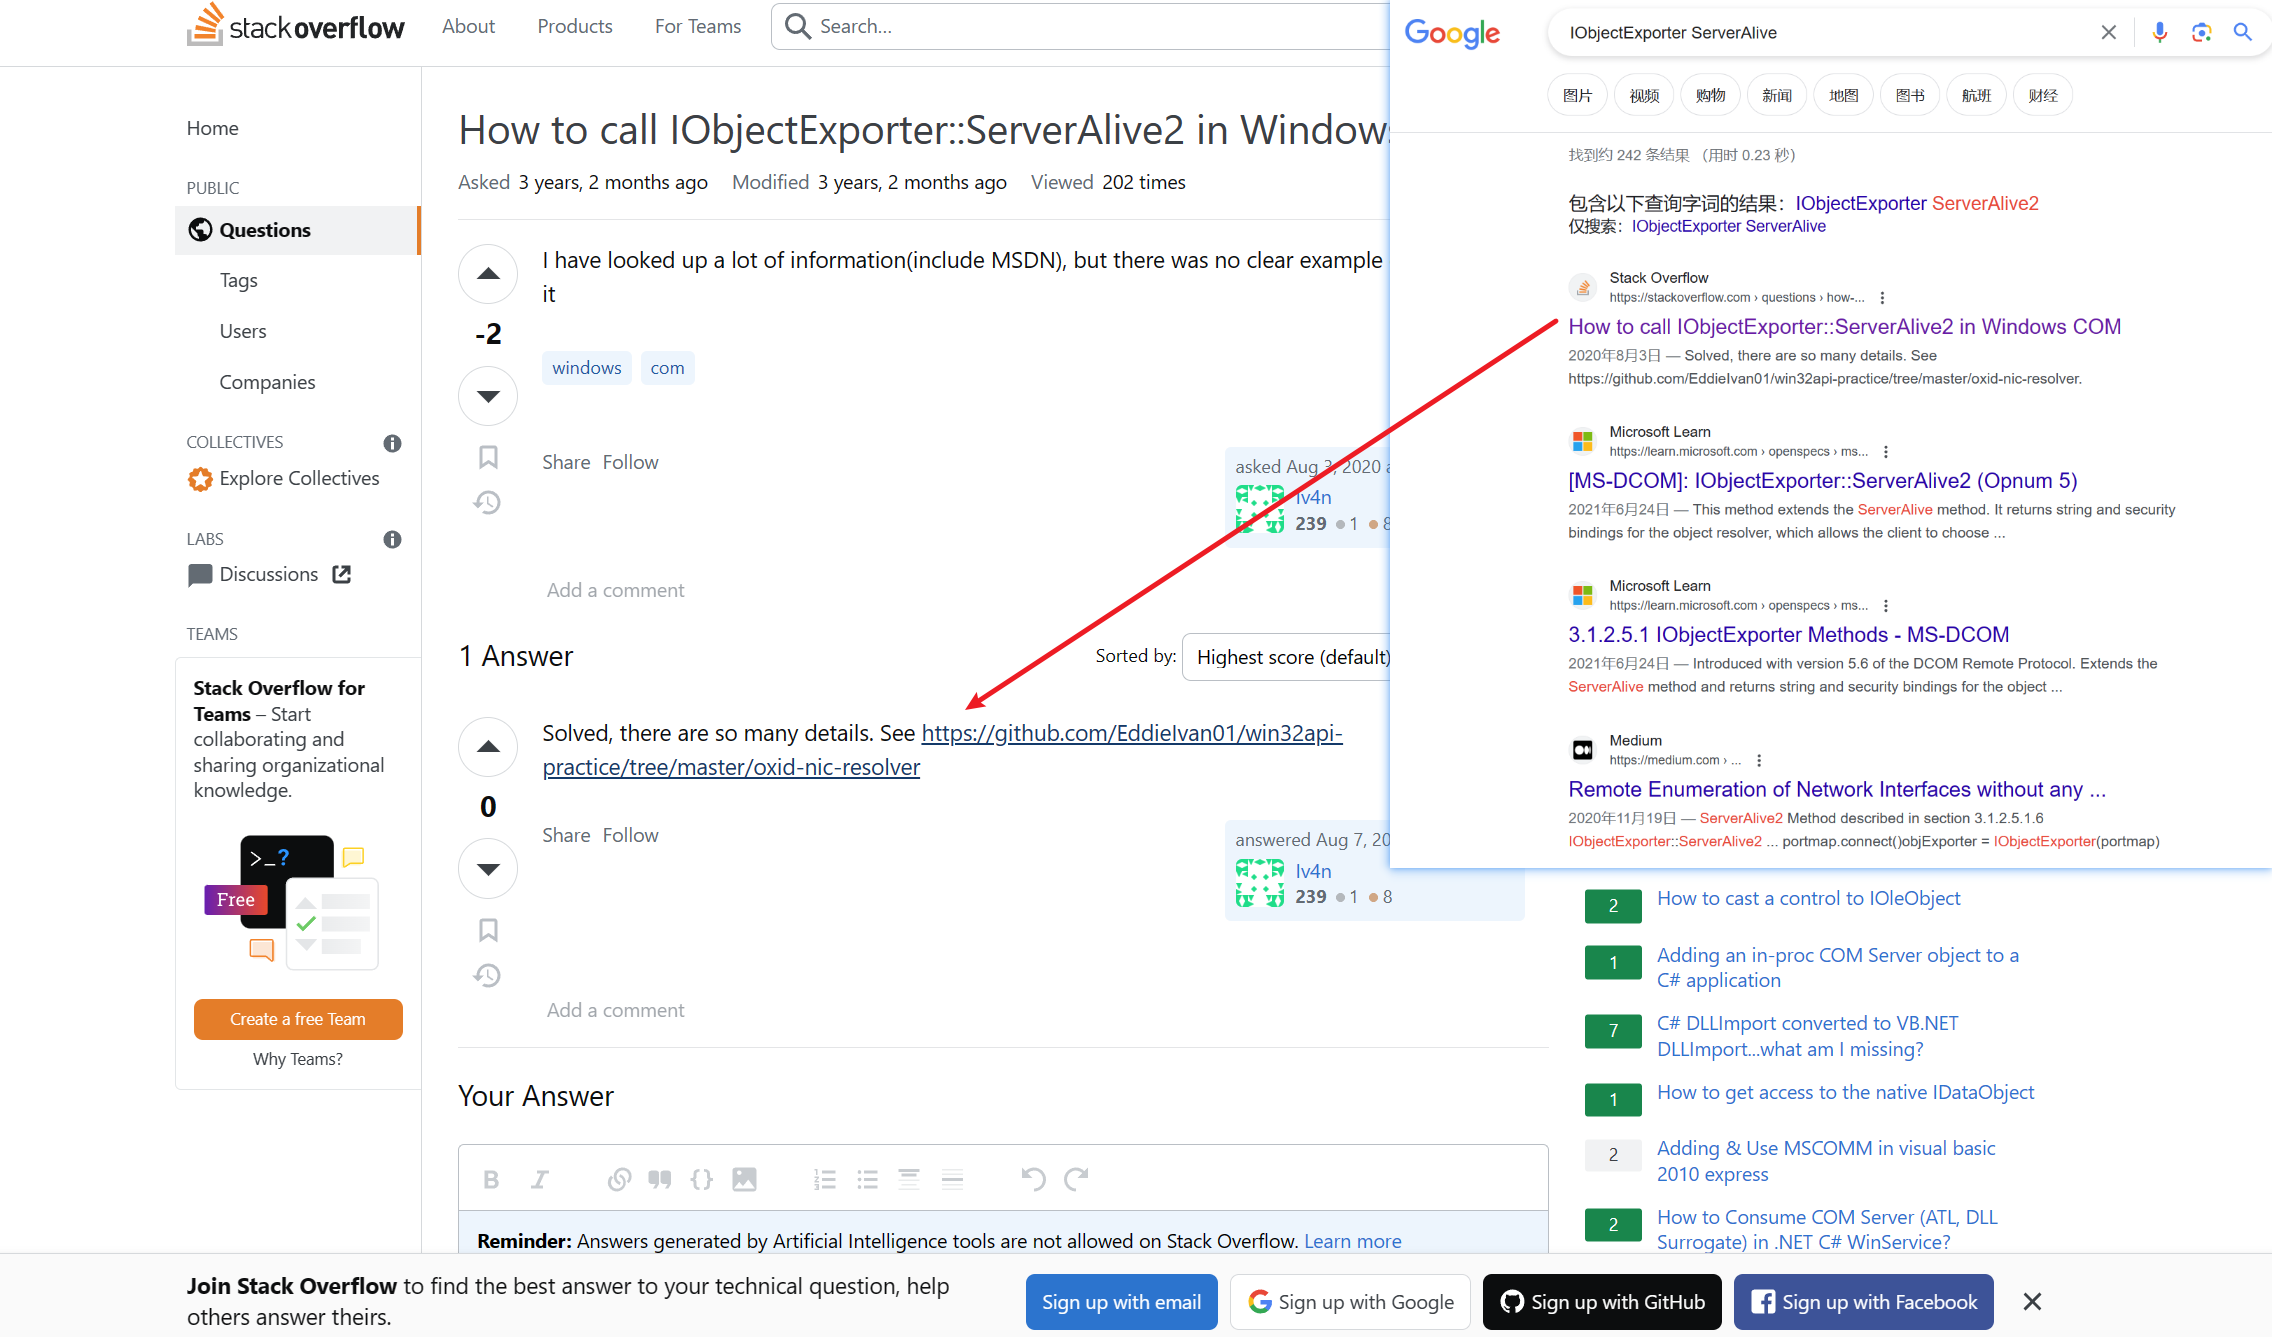 stack overflow
About
Products
For Teams
Search...
Home
PUBLIC
Questions
Tags
Users
Companies
COLLECTIVES
Explore Collectives
LABS
Discussions
TEAMS
Stack Overflow for
Teams – Start
collaborating and
sharing organizational
knowledge.
>_?
Free
Create a free Team
Why Teams?
How to call IObjectExporter::ServerAlive2 in Windows
Asked 3 years, 2 months ago Modified 3 years, 2 months ago Viewed 202 times
I have looked up a lot of information(include MSDN), but there was no clear example
it
-2
windows
com
Share Follow
asked Aug 3, 2020 a
Iv4n
239 1 8
Add a comment
1 Answer
Sorted by:
Highest score (default)
Solved, there are so many details. See https://github.com/EddieIvan01/win32api-
practice/tree/master/oxid-nic-resolver
0
Share Follow
answered Aug 7, 20
Iv4n
239 1 8
Add a comment
Your Answer
B I
Reminder: Answers generated by Artificial Intelligence tools are not allowed on Stack Overflow. Learn more
Google
IObjectExporter ServerAlive
图片
视频
购物
新闻
地图
图书
航班
财经
找到约 242 条结果 （用时 0.23 秒）
包含以下查询字词的结果：IObjectExporter ServerAlive2
仅搜索：IObjectExporter ServerAlive
Stack Overflow
https://stackoverflow.com › questions › how-...
How to call IObjectExporter::ServerAlive2 in Windows COM
2020年8月3日 — Solved, there are so many details. See
https://github.com/EddieIvan01/win32api-practice/tree/master/oxid-nic-resolver.
Microsoft Learn
https://learn.microsoft.com › openspecs › ms...
[MS-DCOM]: IObjectExporter::ServerAlive2 (Opnum 5)
2021年6月24日 — This method extends the ServerAlive method. It returns string and security
bindings for the object resolver, which allows the client to choose ...
Microsoft Learn
https://learn.microsoft.com › openspecs › ms...
3.1.2.5.1 IObjectExporter Methods - MS-DCOM
2021年6月24日 — Introduced with version 5.6 of the DCOM Remote Protocol. Extends the
ServerAlive method and returns string and security bindings for the object ...
Medium
https://medium.com › ...
Remote Enumeration of Network Interfaces without any ...
2020年11月19日 — ServerAlive2 Method described in section 3.1.2.5.1.6
IObjectExporter::ServerAlive2 ... portmap.connect()objExporter = IObjectExporter(portmap)
2 How to cast a control to IOleObject
1 Adding an in-proc COM Server object to a
C# application
7 C# DLLImport converted to VB.NET
DLLImport...what am I missing?
1 How to get access to the native IDataObject
2 Adding & Use MSCOMM in visual basic
2010 express
2 How to Consume COM Server (ATL, DLL
Surrogate) in .NET C# WinService?
Join Stack Overflow to find the best answer to your technical question, help
others answer theirs.
Sign up with email
Sign up with Google
Sign up with GitHub
Sign up with Facebook